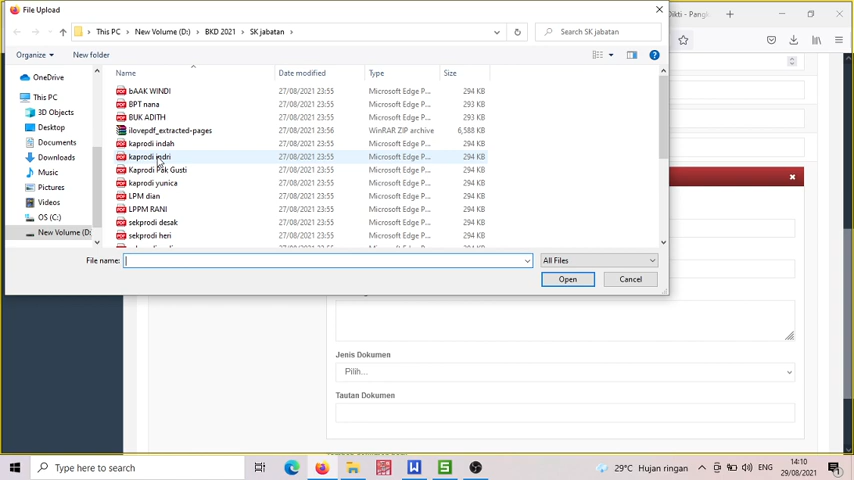 File Upload
Dikti - Pangk
This PC > New Volume (D:) > BKD 2021 > SK jabatan
Search SK jabatan
Organize
New folder
Name
Date modified
Type
Size
OneDrive
This PC
3D Objects
Desktop
Documents
Downloads
Music
Pictures
Videos
OS (C:)
New Volume (D:
bAAK WINDI 27/08/2021 23:55 Microsoft Edge P... 294 KB
BPT nana 27/08/2021 23:55 Microsoft Edge P... 293 KB
BUK ADITH 27/08/2021 23:55 Microsoft Edge P... 293 KB
ilovepdf_extracted-pages 27/08/2021 23:56 WinRAR ZIP archive 6,588 KB
kaprodi indah 27/08/2021 23:55 Microsoft Edge P... 294 KB
kaprodi indri 27/08/2021 23:55 Microsoft Edge P... 294 KB
Kaprodi Pak Gusti 27/08/2021 23:55 Microsoft Edge P... 294 KB
kaprodi yunica 27/08/2021 23:55 Microsoft Edge P... 294 KB
LPM dian 27/08/2021 23:55 Microsoft Edge P... 294 KB
LPPM RANI 27/08/2021 23:55 Microsoft Edge P... 294 KB
sekprodi desak 27/08/2021 23:55 Microsoft Edge P... 294 KB
sekprodi heri 27/08/2021 23:55 Microsoft Edge P... 294 KB
File name:
All Files
Open
Cancel
Jenis Dokumen
Pilih...
Tautan Dokumen
Type here to search
29°C Hujan ringan
ENG
14:10
29/08/2021
1